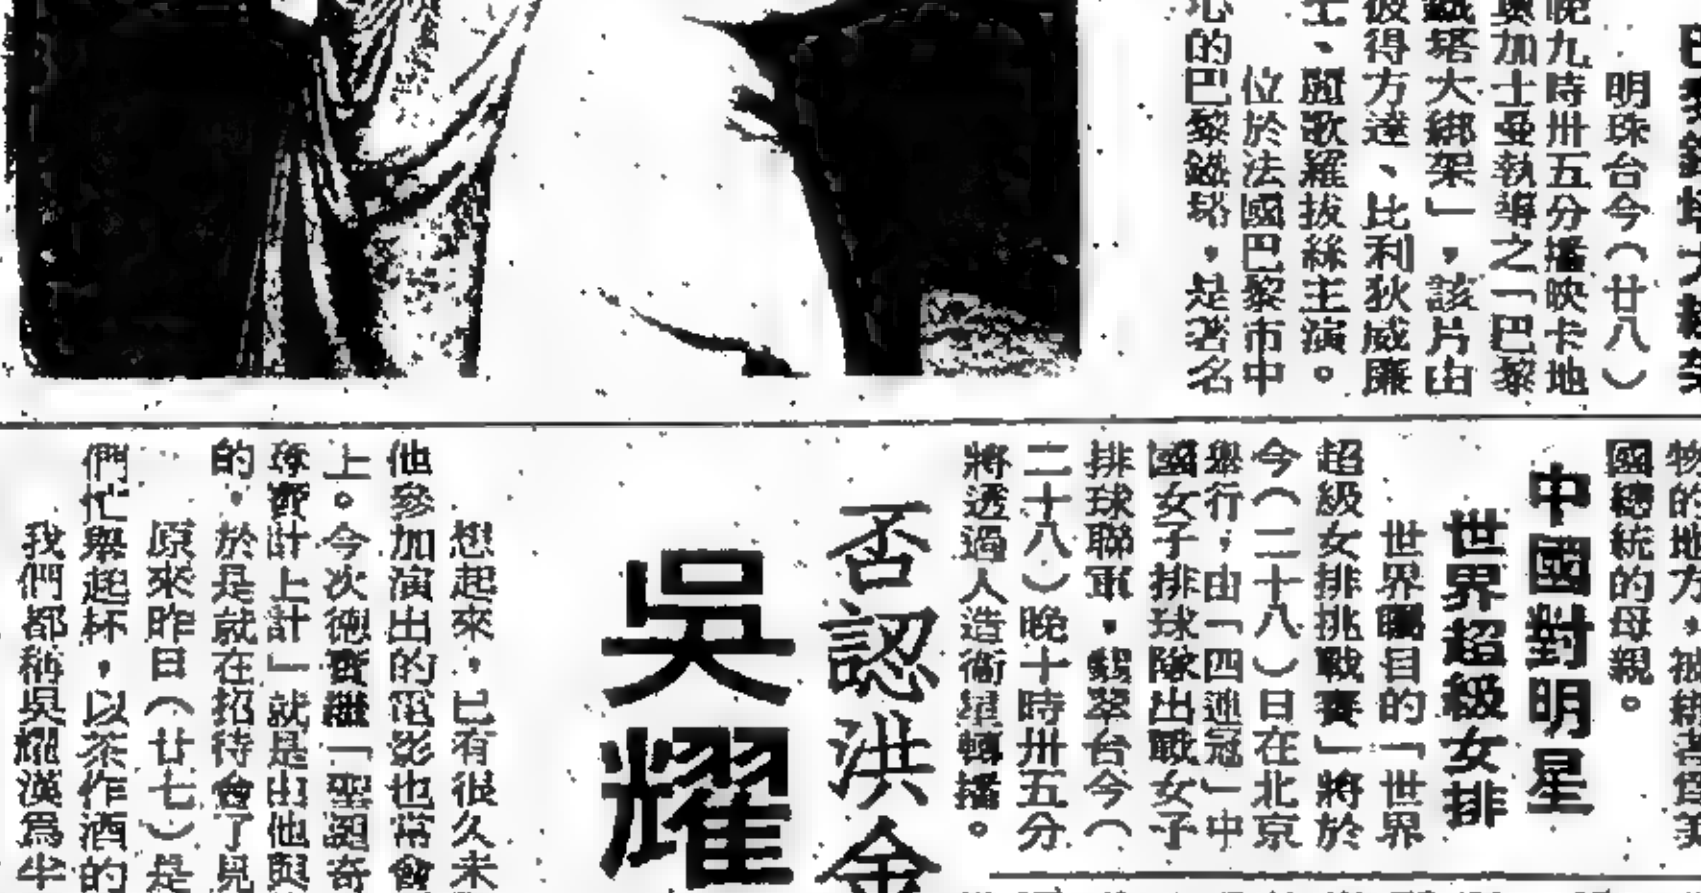 明珠台今(廿八)
晚九時卅五分播映卡地
加士曼執導之「巴黎
鐵塔大綁架」,該片由
彼得方達、比利狄威廉
士、麗歌羅拔絲主演。
位於法國巴黎市中
心的巴黎鐵塔,是著名
物的地方,被
國總統的母親。
中國對明星
世界超級女排
世界矚目的「世界
超級女排挑戰賽」將於
今(二十八)日在北京
舉行,由「四連冠」中
國女子排球隊出戰女子
排球聯軍,翡翠台今(
二十八)晚十時卅五分
將透過人造衞星轉播。
否認洪金
吳耀
想起來,已有很久未
他參加演出的電影也常會
上。今次德寶繼「聖誕奇
奪寶計上計」就是由他與
的,於是就在招待會了見
原來昨日(廿七)是
們忙舉起杯,以茶作酒的
我們都稱吳耀漢爲半